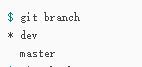 $ git branch
* dev
  master